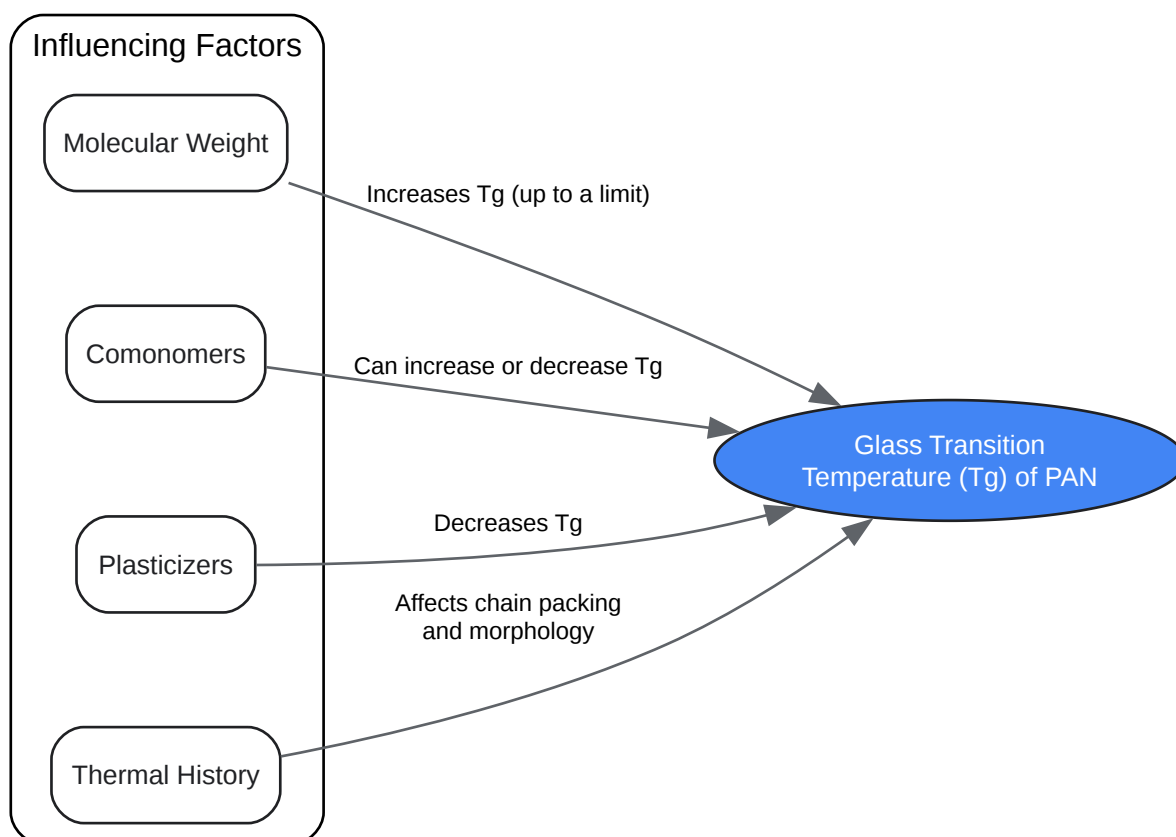 Influencing Factors
Molecular Weight
Increases Tg (up to a limit)
Comonomers
Can increase or decrease Tg
Glass Transition
Temperature (Tg) of PAN
Plasticizers
Decreases Tg
Affects chain packing
and morphology
Thermal History